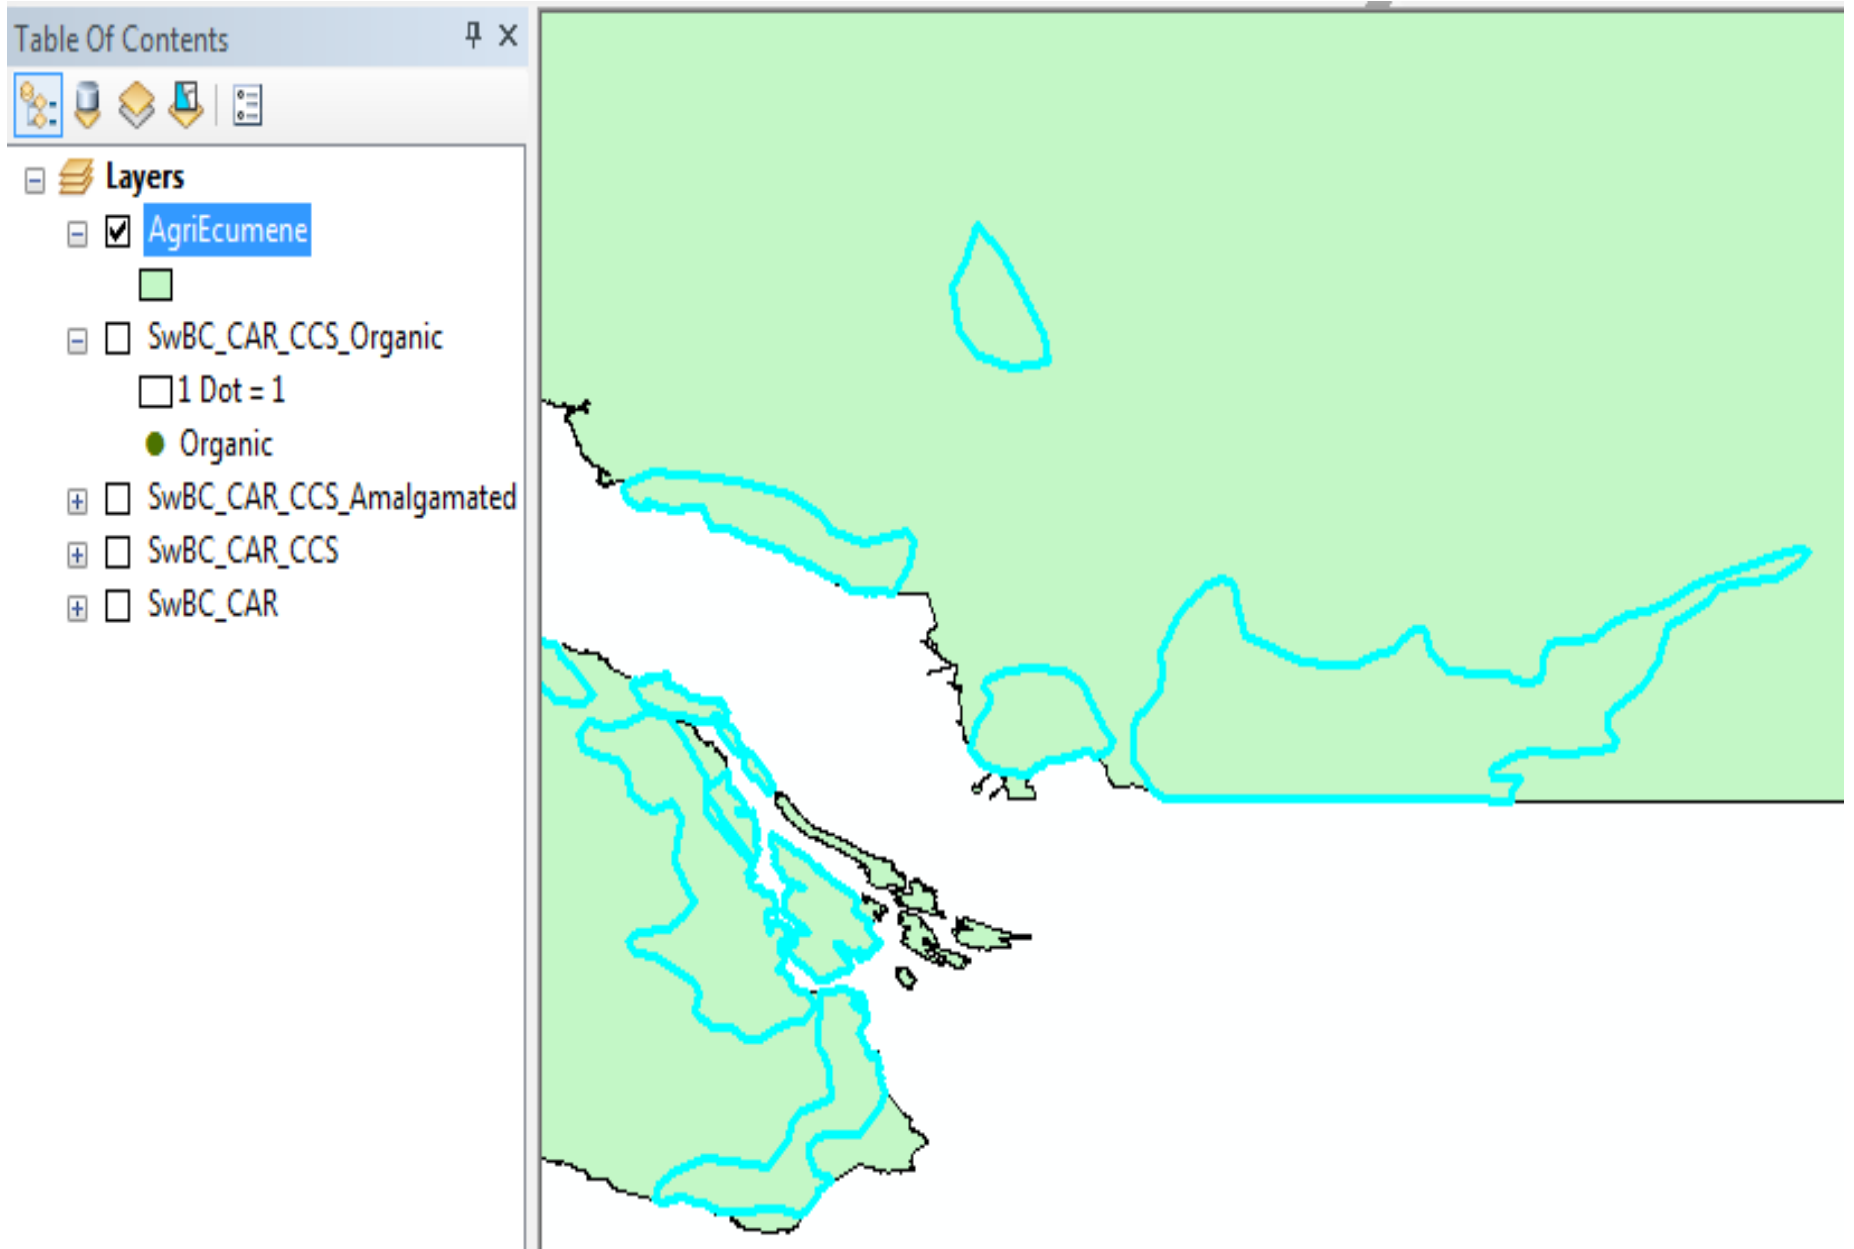 Table Of Contents
Layers
AgriEcumene
SwBC_CAR_CCS_Organic
1 Dot = 1
Organic
SwBC_CAR_CCS_Amalgamated
SwBC_CAR_CCS
SwBC_CAR